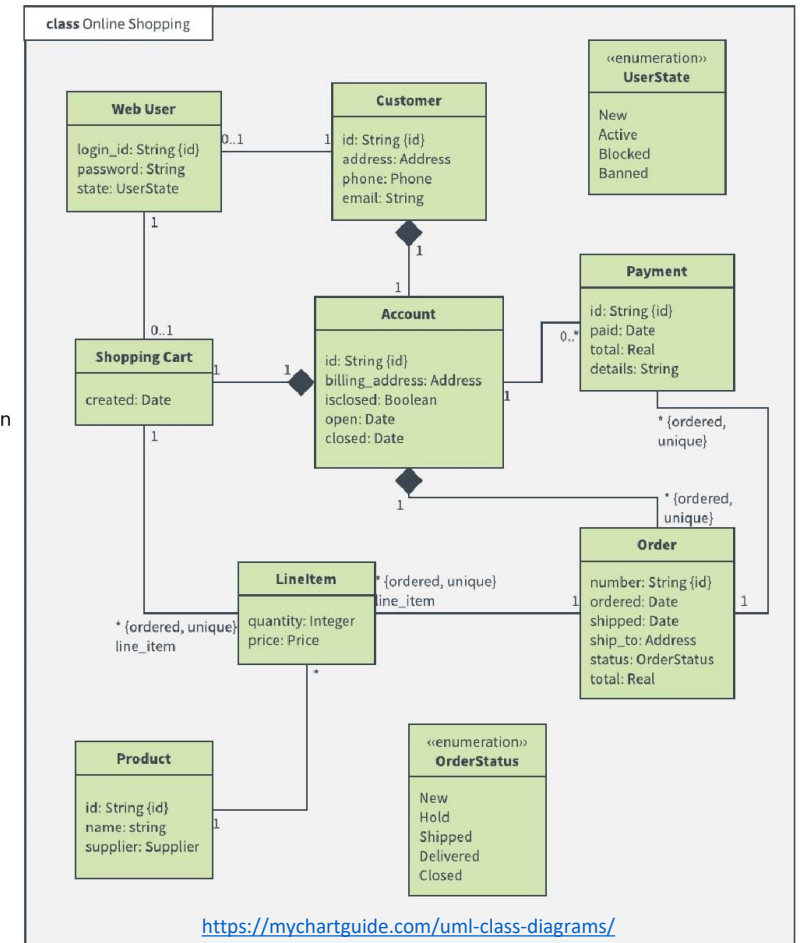 class Online Shopping
«enumeration»
UserState
New
Active
Blocked
Banned
Web User
login_id: String {id}
password: String
state: UserState
0..1
1
Customer
id: String {id}
address: Address
phone: Phone
email: String
1
1
1
0..1
Payment
id: String {id}
paid: Date
total: Real
details: String
0..*
1
Account
id: String {id}
billing_address: Address
isclosed: Boolean
open: Date
closed: Date
Shopping Cart
created: Date
1
1
n
1
* {ordered,
unique}
1
* {ordered,
unique}
Order
number: String {id}
ordered: Date
shipped: Date
ship_to: Address
status: OrderStatus
total: Real
1
1
LineItem
quantity: Integer
price: Price
* {ordered, unique}
line_item
* {ordered, unique}
line_item
*
Product
id: String {id}
name: string
supplier: Supplier
1
«enumeration»
OrderStatus
New
Hold
Shipped
Delivered
Closed
https://mychartguide.com/uml-class-diagrams/